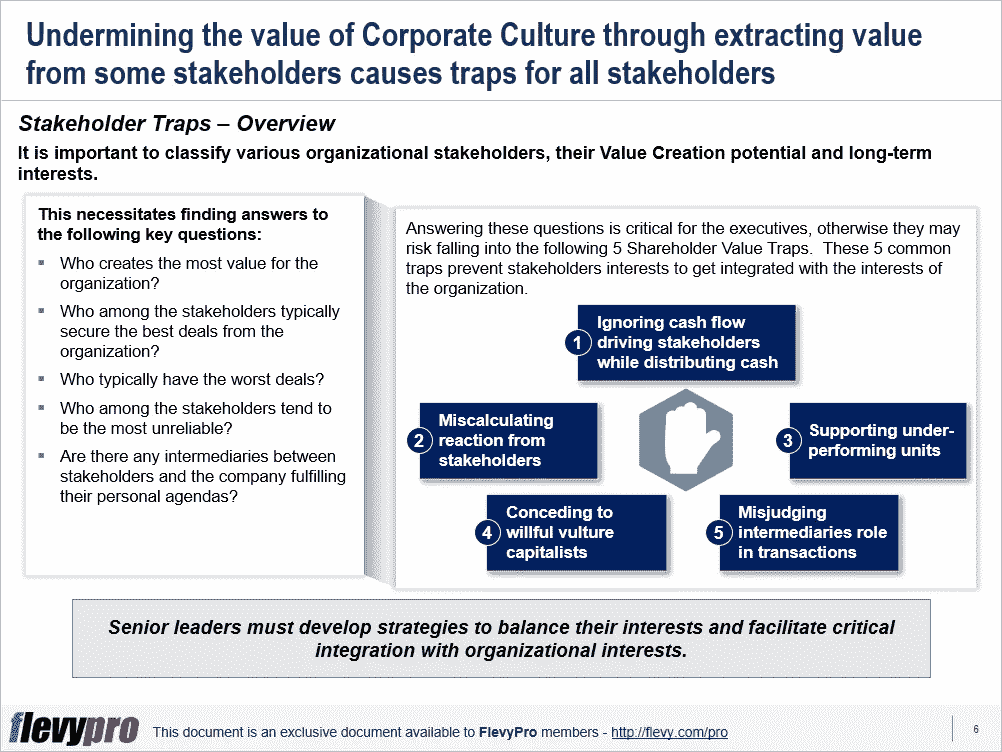 Undermining the value of Corporate Culture through extracting value
from some stakeholders causes traps for all stakeholders
Stakeholder Traps – Overview
It is important to classify various organizational stakeholders, their Value Creation potential and long-term
interests.
This necessitates finding answers to
the following key questions:
Who creates the most value for the
organization?
Who among the stakeholders typically
secure the best deals from the
organization?
Who typically have the worst deals?
Who among the stakeholders tend to
be the most unreliable?
Are there any intermediaries between
stakeholders and the company fulfilling
their personal agendas?
Answering these questions is critical for the executives, otherwise they may
risk falling into the following 5 Shareholder Value Traps.  These 5 common
traps prevent stakeholders interests to get integrated with the interests of
the organization.
1
Ignoring cash flow
driving stakeholders
while distributing cash
2
Miscalculating
reaction from
stakeholders
3
Supporting under-
performing units
4
Conceding to
willful vulture
capitalists
5
Misjudging
intermediaries role
in transactions
Senior leaders must develop strategies to balance their interests and facilitate critical
integration with organizational interests.
flevypro
This document is an exclusive document available to FlevyPro members - http://flevy.com/pro
6